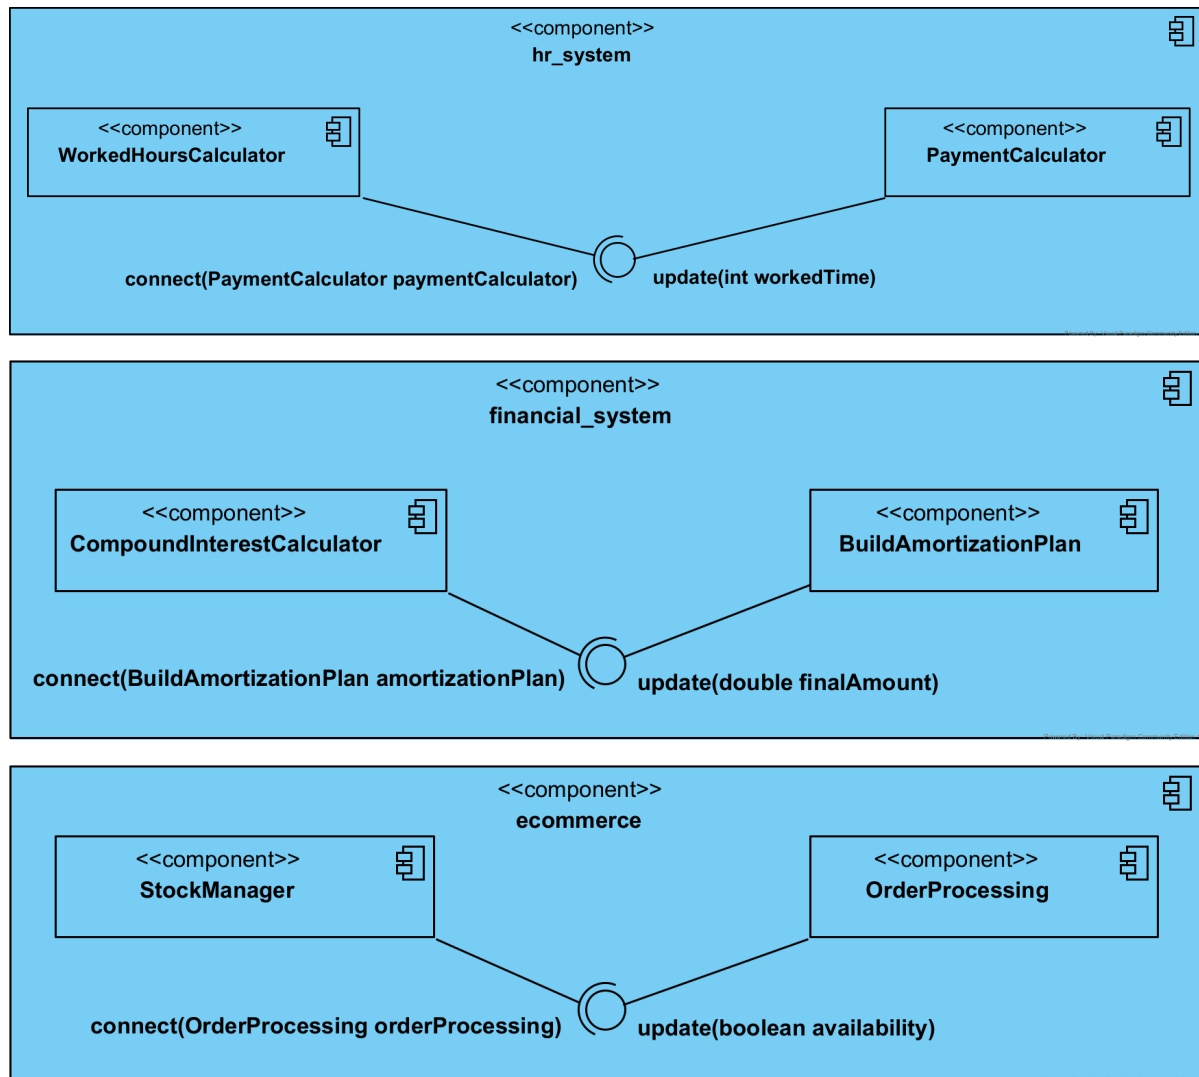 <<component>>
hr_system
<<component>>
WorkedHoursCalculator
<<component>>
PaymentCalculator
connect(PaymentCalculator paymentCalculator)
update(int workedTime)
<<component>>
financial_system
<<component>>
CompoundInterestCalculator
<<component>>
BuildAmortizationPlan
connect(BuildAmortizationPlan amortizationPlan)
update(double finalAmount)
<<component>>
ecommerce
<<component>>
StockManager
<<component>>
OrderProcessing
connect(OrderProcessing orderProcessing)
update(boolean availability)